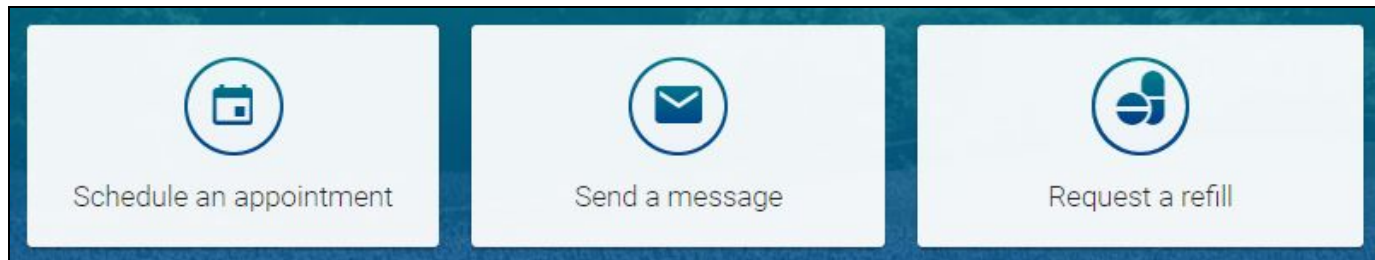 Schedule an appointment
Send a message
Request a refill